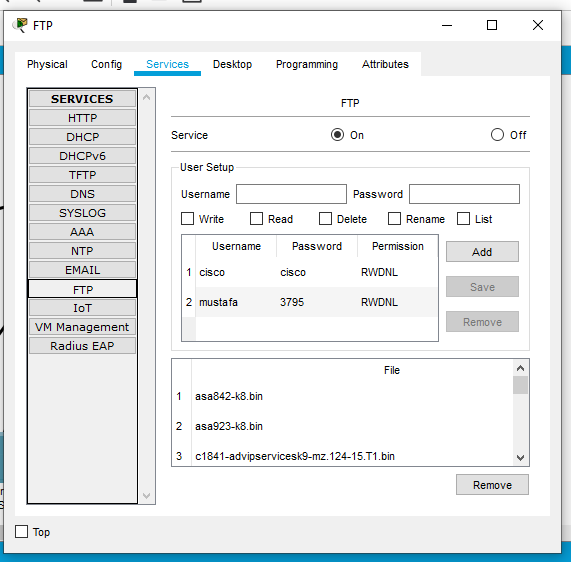 FTP
Physical Config Services Desktop Programming Attributes
SERVICES
HTTP
DHCP
DHCPv6
TFTP
DNS
SYSLOG
AAA
NTP
EMAIL
FTP
IoT
VM Management
Radius EAP
FTP
Service On Off
User Setup
Username Password
Write Read Delete Rename List
Username Password Permission
1 cisco cisco RWDNL
2 mustafa 3795 RWDNL
Add
Save
Remove
File
1 asa842-k8.bin
2 asa923-k8.bin
3 c1841-advipservicesk9-mz.124-15.T1.bin
Remove
Top